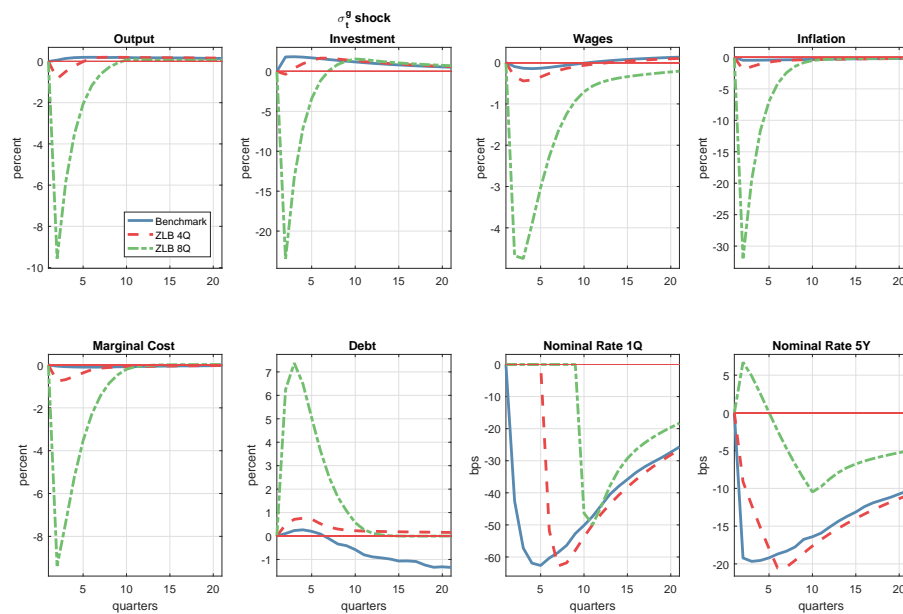 σ_t^g shock
Output
Investment
Wages
Inflation
0
-2
-4
-6
-8
-10
percent
5 10 15 20
Benchmark
ZLB 4Q
ZLB 8Q
0
-5
-10
-15
-20
percent
5 10 15 20
0
-1
-2
-3
-4
percent
5 10 15 20
0
-5
-10
-15
-20
-25
-30
percent
5 10 15 20
Marginal Cost
Debt
Nominal Rate 1Q
Nominal Rate 5Y
0
-2
-4
-6
-8
percent
5 10 15 20
quarters
7
6
5
4
3
2
1
0
-1
percent
5 10 15 20
quarters
0
-10
-20
-30
-40
-50
-60
bps
5 10 15 20
quarters
5
0
-5
-10
-15
-20
bps
5 10 15 20
quarters